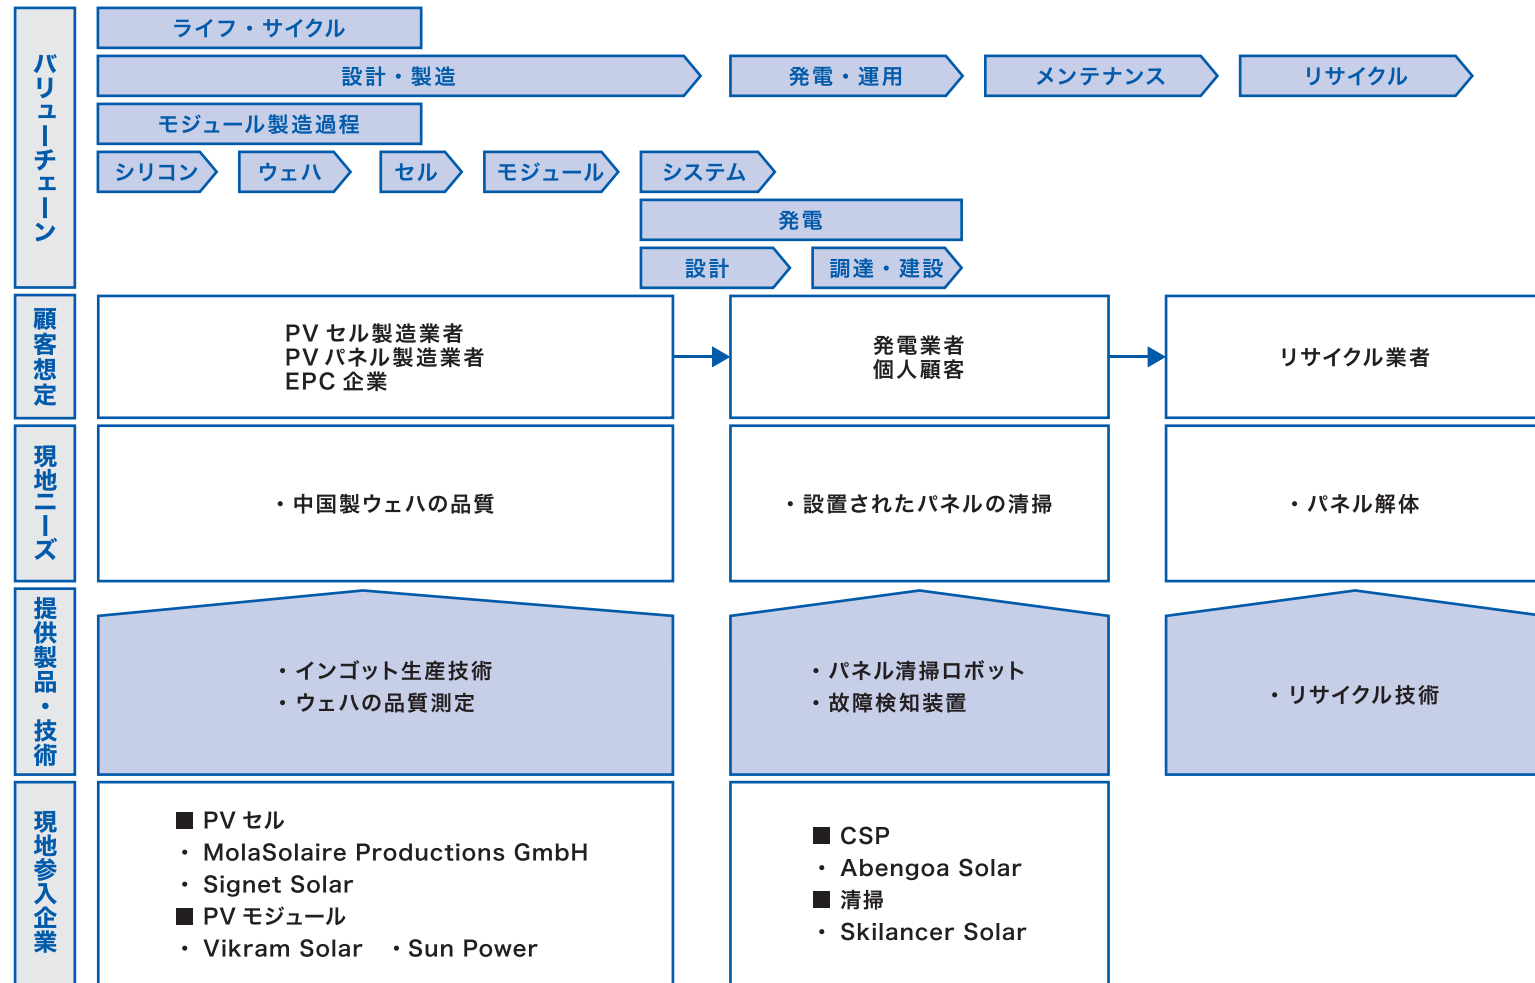 バリューチェーン
ライフ・サイクル
設計・製造
発電・運用
メンテナンス
リサイクル
モジュール製造過程
シリコン
ウェハ
セル
モジュール
システム
発電
設計
調達・建設
顧客想定
PV セル製造業者
PV パネル製造業者
EPC 企業
発電業者
個人顧客
リサイクル業者
現地ニーズ
・中国製ウェハの品質
・設置されたパネルの清掃
・パネル解体
提供製品・技術
・インゴット生産技術
・ウェハの品質測定
・パネル清掃ロボット
・故障検知装置
・リサイクル技術
現地参入企業
■ PV セル
・ MolaSolaire Productions GmbH
・ Signet Solar
■ PV モジュール
・ Vikram Solar ・Sun Power
■ CSP
・ Abengoa Solar
■ 清掃
・ Skilancer Solar